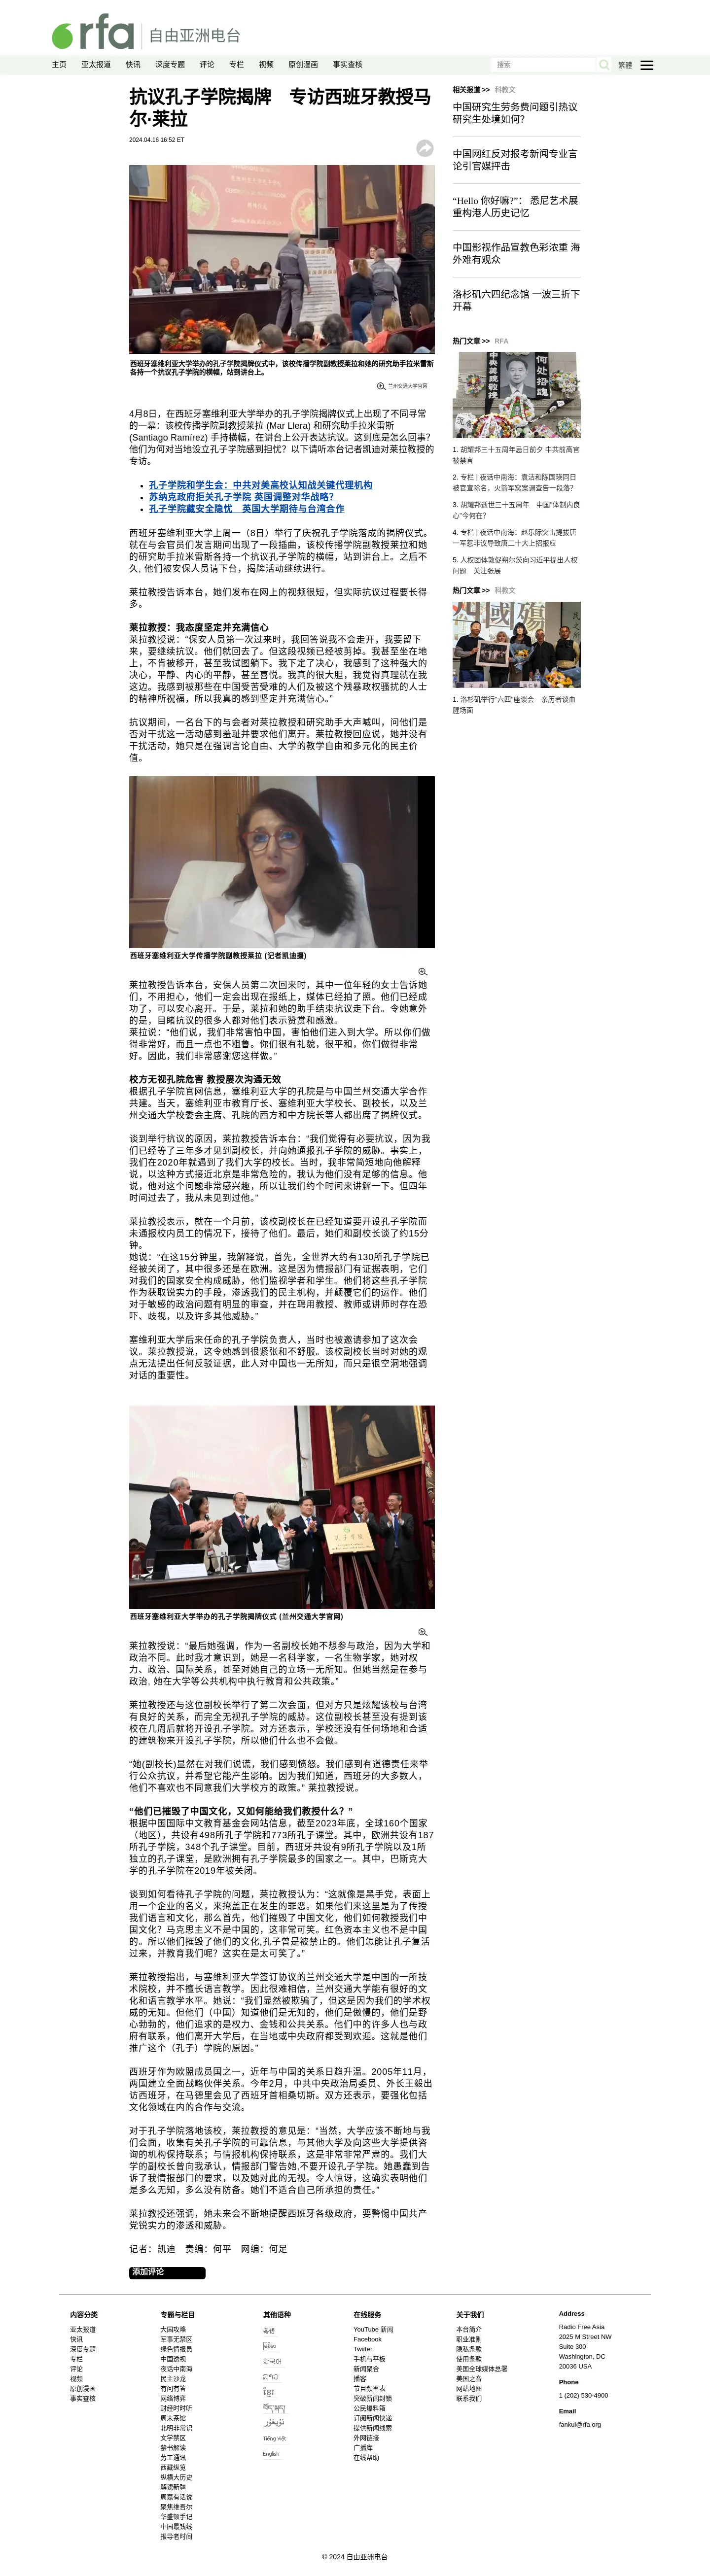 rfa 自由亚洲电台
主页 亚太报道 快讯 深度专题 评论 专栏 视频 原创漫画 事实查核 搜索 繁體
抗议孔子学院揭牌　专访西班牙教授马
尔·莱拉
2024.04.16 16:52 ET
西班牙塞维利亚大学举办的孔子学院揭牌仪式中，该校传播学院副教授莱拉和她的研究助手拉米雷斯
各持一个抗议孔子学院的横幅，站到讲台上。
兰州交通大学官网
4月8日，在西班牙塞维利亚大学举办的孔子学院揭牌仪式上出现了不同寻常
的一幕：该校传播学院副教授莱拉 (Mar Llera) 和研究助手拉米雷斯
(Santiago Ramírez) 手持横幅，在讲台上公开表达抗议。这到底是怎么回事？
他们为何对当地设立孔子学院感到担忧？以下请听本台记者凯迪对莱拉教授的
专访。
孔子学院和学生会：中共对美高校认知战关键代理机构
苏纳克政府拒关孔子学院 英国调整对华战略？
孔子学院藏安全隐忧　英国大学期待与台湾合作
西班牙塞维利亚大学上周一（8日）举行了庆祝孔子学院落成的揭牌仪式。
就在与会官员们发言期间出现了一段插曲，该校传播学院副教授莱拉和她
的研究助手拉米雷斯各持一个抗议孔子学院的横幅，站到讲台上。之后不
久, 他们被安保人员请下台，揭牌活动继续进行。
莱拉教授告诉本台，她们发布在网上的视频很短，但实际抗议过程要长得
多。
莱拉教授：我态度坚定并充满信心
莱拉教授说：“保安人员第一次过来时，我回答说我不会走开，我要留下
来，要继续抗议。他们就回去了。但这段视频已经被剪掉。我甚至坐在地
上，不肯被移开，甚至我试图躺下。我下定了决心，我感到了这种强大的
决心，平静、内心的平静，甚至喜悦。我真的很大胆，我觉得真理就在我
这边。我感到被那些在中国受苦受难的人们及被这个残暴政权骚扰的人士
的精神所祝福，所以我真的感到坚定并充满信心。”
抗议期间，一名台下的与会者对莱拉教授和研究助手大声喊叫，问他们是
否对干扰这一活动感到羞耻并要求他们离开。莱拉教授回应说，她并没有
干扰活动，她只是在强调言论自由、大学的教学自由和多元化的民主价
值。
西班牙塞维利亚大学传播学院副教授莱拉 (记者凯迪摄)
莱拉教授告诉本台，安保人员第二次回来时，其中一位年轻的女士告诉她
们，不用担心，他们一定会出现在报纸上，媒体已经拍了照。他们已经成
功了，可以安心离开。于是，莱拉和她的助手结束抗议走下台。令她意外
的是，目睹抗议的很多人都对他们表示赞赏和感激。
莱拉说：“他们说，我们非常害怕中国，害怕他们进入到大学。所以你们做
得非常好，而且一点也不粗鲁。你们很有礼貌，很平和，你们做得非常
好。因此，我们非常感谢您这样做。”
校方无视孔院危害 教授屡次沟通无效
根据孔子学院官网信息，塞维利亚大学的孔院是与中国兰州交通大学合作
共建。当天，塞维利亚市教育厅长、塞维利亚大学校长、副校长，以及兰
州交通大学校委会主席、孔院的西方和中方院长等人都出席了揭牌仪式。
谈到举行抗议的原因，莱拉教授告诉本台：“我们觉得有必要抗议，因为我
们已经等了三年多才见到副校长，并向她通报孔子学院的威胁。事实上，
我们在2020年就遇到了我们大学的校长。当时，我非常简短地向他解释
说，以这种方式接近北京是非常危险的，我认为他们没有足够的信息。他
说，他对这个问题非常感兴趣，所以让我们约个时间来讲解一下。但四年
时间过去了，我从未见到过他。”
莱拉教授表示，就在一个月前，该校副校长在已经知道要开设孔子学院而
未通报校内员工的情况下，接待了他们。最后，她们和副校长谈了约15分
钟。
她说：“在这15分钟里，我解释说，首先，全世界大约有130所孔子学院已
经被关闭了，其中很多还是在欧洲。这是因为情报部门有证据表明，它们
对我们的国家安全构成威胁，他们监视学者和学生。他们将这些孔子学院
作为获取锐实力的手段，渗透我们的民主机构，并颠覆它们的运作。他们
对于敏感的政治问题有明显的审查，并在聘用教授、教师或讲师时存在恐
吓、歧视，以及许多其他威胁。”
塞维利亚大学后来任命的孔子学院负责人，当时也被邀请参加了这次会
议。莱拉教授说，这令她感到很紧张和不舒服。该校副校长当时对她的观
点无法提出任何反驳证据，此人对中国也一无所知，而只是很空洞地强调
对话的重要性。
西班牙塞维利亚大学举办的孔子学院揭牌仪式 (兰州交通大学官网)
莱拉教授说：“最后她强调，作为一名副校长她不想参与政治，因为大学和
政治不同。此时我才意识到，她是一名科学家，一名生物学家，她对权
力、政治、国际关系，甚至对她自己的立场一无所知。但她当然是在参与
政治, 她在大学等公共机构中执行教育和公共政策。”
莱拉教授还与这位副校长举行了第二次会面，但对方只是炫耀该校与台湾
有良好的关系，而完全无视孔子学院的威胁。这位副校长甚至没有提到该
校在几周后就将开设孔子学院。对方还表示，学校还没有任何场地和合适
的建筑物来开设孔子学院，所以他们什么也不会做。
“她(副校长)显然在对我们说谎，我们感到愤怒。我们感到有道德责任来举
行公众抗议，并希望它能产生影响。因为我们知道，西班牙的大多数人，
他们不喜欢也不同意我们大学校方的政策。” 莱拉教授说。
“他们已摧毁了中国文化，又如何能给我们教授什么？”
根据中国国际中文教育基金会网站信息，截至2023年底，全球160个国家
（地区），共设有498所孔子学院和773所孔子课堂。其中，欧洲共设有187
所孔子学院，348个孔子课堂。目前，西班牙共设有9所孔子学院以及1所
独立的孔子课堂，是欧洲拥有孔子学院最多的国家之一。其中，巴斯克大
学的孔子学院在2019年被关闭。
谈到如何看待孔子学院的问题，莱拉教授认为：“这就像是黑手党，表面上
用一个企业的名义，来掩盖正在发生的罪恶。如果他们来这里是为了传授
我们语言和文化，那么首先，他们摧毁了中国文化，他们如何教授我们中
国文化？马克思主义不是中国的，这非常可笑。红色资本主义也不是中国
的。所以他们摧毁了他们的文化,孔子曾是被禁止的。他们怎能让孔子复活
过来，并教育我们呢？这实在是太可笑了。”
莱拉教授指出，与塞维利亚大学签订协议的兰州交通大学是中国的一所技
术院校，并不擅长语言教学。因此很难相信，兰州交通大学能有很好的文
化和语言教学水平。她说：“我们显然被欺骗了，但这是因为我们的学术权
威的无知。他们（中国）知道他们是无知的，他们是傲慢的，他们是野
心勃勃的，他们追求的是权力、金钱和公共关系。他们中的许多人也与政
府有联系，他们离开大学后，在当地或中央政府都受到欢迎。这就是他们
推广这个（孔子）学院的原因。”
西班牙作为欧盟成员国之一，近年与中国的关系日趋升温。2005年11月，
两国建立全面战略伙伴关系。今年2月，中共中央政治局委员、外长王毅出
访西班牙，在马德里会见了西班牙首相桑切斯。双方还表示，要强化包括
文化领域在内的合作与交流。
对于孔子学院落地该校，莱拉教授的意见是：“当然，大学应该不断地与我
们会面，收集有关孔子学院的可靠信息，与其他大学及向这些大学提供咨
询的机构保持联系；与情报机构保持联系，这是非常非常严肃的。我们大
学的副校长曾向我承认，情报部门警告她,不要开设孔子学院。她愚蠢到告
诉了我情报部门的要求，以及她对此的无视。令人惊讶，这确实表明他们
是多么无知，多么没有防备。她们不适合自己所承担的责任。”
莱拉教授还强调，她未来会不断地提醒西班牙各级政府，要警惕中国共产
党锐实力的渗透和威胁。
记者：凯迪　责编：何平　网编：何足
添加评论
相关报道 >> 科教文
中国研究生劳务费问题引热议
研究生处境如何？
中国网红反对报考新闻专业言
论引官媒抨击
“Hello 你好嘛?”： 悉尼艺术展
重构港人历史记忆
中国影视作品宣教色彩浓重 海
外难有观众
洛杉矶六四纪念馆 一波三折下
开幕
热门文章 >> RFA
1. 胡耀邦三十五周年忌日前夕 中共前高官
被禁言
2. 专栏 | 夜话中南海：袁洁和陈国瑛同日
被官宣除名，火箭军窝案调查告一段落？
3. 胡耀邦逝世三十五周年　中国"体制内良
心"今何在？
4. 专栏 | 夜话中南海：赵乐际突击提拔唐
一军惹非议导致唐二十大上招报应
5. 人权团体敦促朔尔茨向习近平提出人权
问题　关注张展
热门文章 >> 科教文
1. 洛杉矶举行"六四"座谈会　亲历者谈血
腥场面
内容分类
亚太报道
快讯
深度专题
专栏
评论
视频
原创漫画
事实查核
专题与栏目
大国攻略
军事无禁区
绿色情报员
中国透视
夜话中南海
民主沙龙
有问有答
网络博弈
财经时时听
周末茶馆
北明非常识
文学禁区
禁书解读
劳工通讯
西藏纵览
纵横大历史
解读新疆
周嘉有话说
聚焦维吾尔
华盛顿手记
中国最钱线
报导者时间
其他语种
粤语
မြန်မာ
한국어
ລາວ
ខ្មែរ
བོད་སྐད།
ئۇيغۇر
Tiếng Việt
English
在线服务
YouTube 新闻
Facebook
Twitter
手机与平板
播客
新闻聚合
节目频率表
突破新闻封锁
公民爆料箱
订阅新闻快递
提供新闻线索
外网链接
广播库
在线帮助
关于我们
本台简介
职业准则
隐私条款
使用条款
美国全球媒体总署
美国之音
网站地图
联系我们
Address
Radio Free Asia
2025 M Street NW
Suite 300
Washington, DC
20036 USA
Phone
1 (202) 530-4900
Email
fankui@rfa.org
© 2024 自由亚洲电台